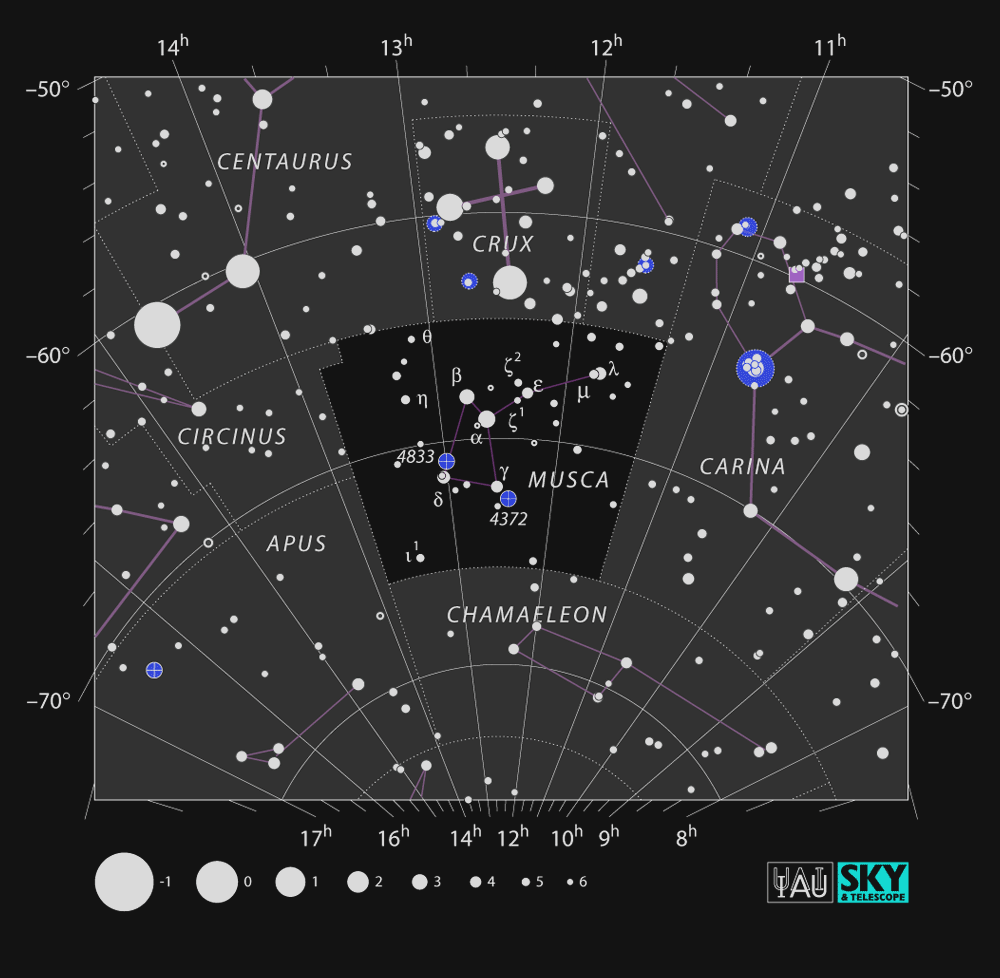 14h 13h 12h 11h
–50° –50°
CENTAURUS
CRUX
–60° –60°
θ
ζ2 λ
β ε μ
η ζ1
α
CIRCINUS
4833 CARINA
γ MUSCA
δ
4372
APUS
ι1
CHAMAELEON
–70° –70°
17h 16h 14h 12h 10h 9h 8h
-1 0 1 2 3 4 5 6
IAU
SKY
& TELESCOPE